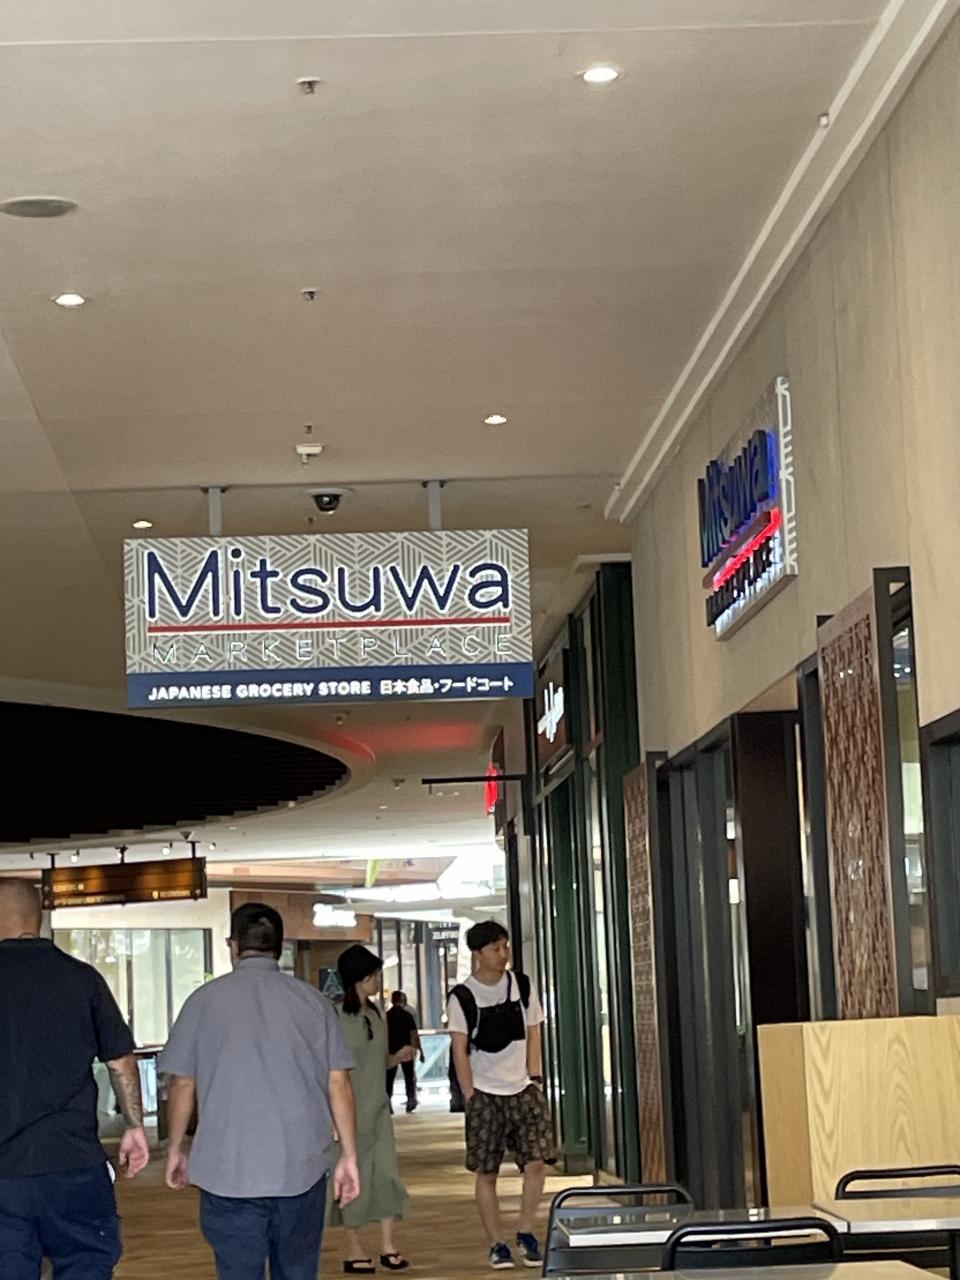 Mitsuwa
MARKETPLACE
JAPANESE GROCERY STORE 日本食品・フードコート
Mitsuwa
MARKETPLACE